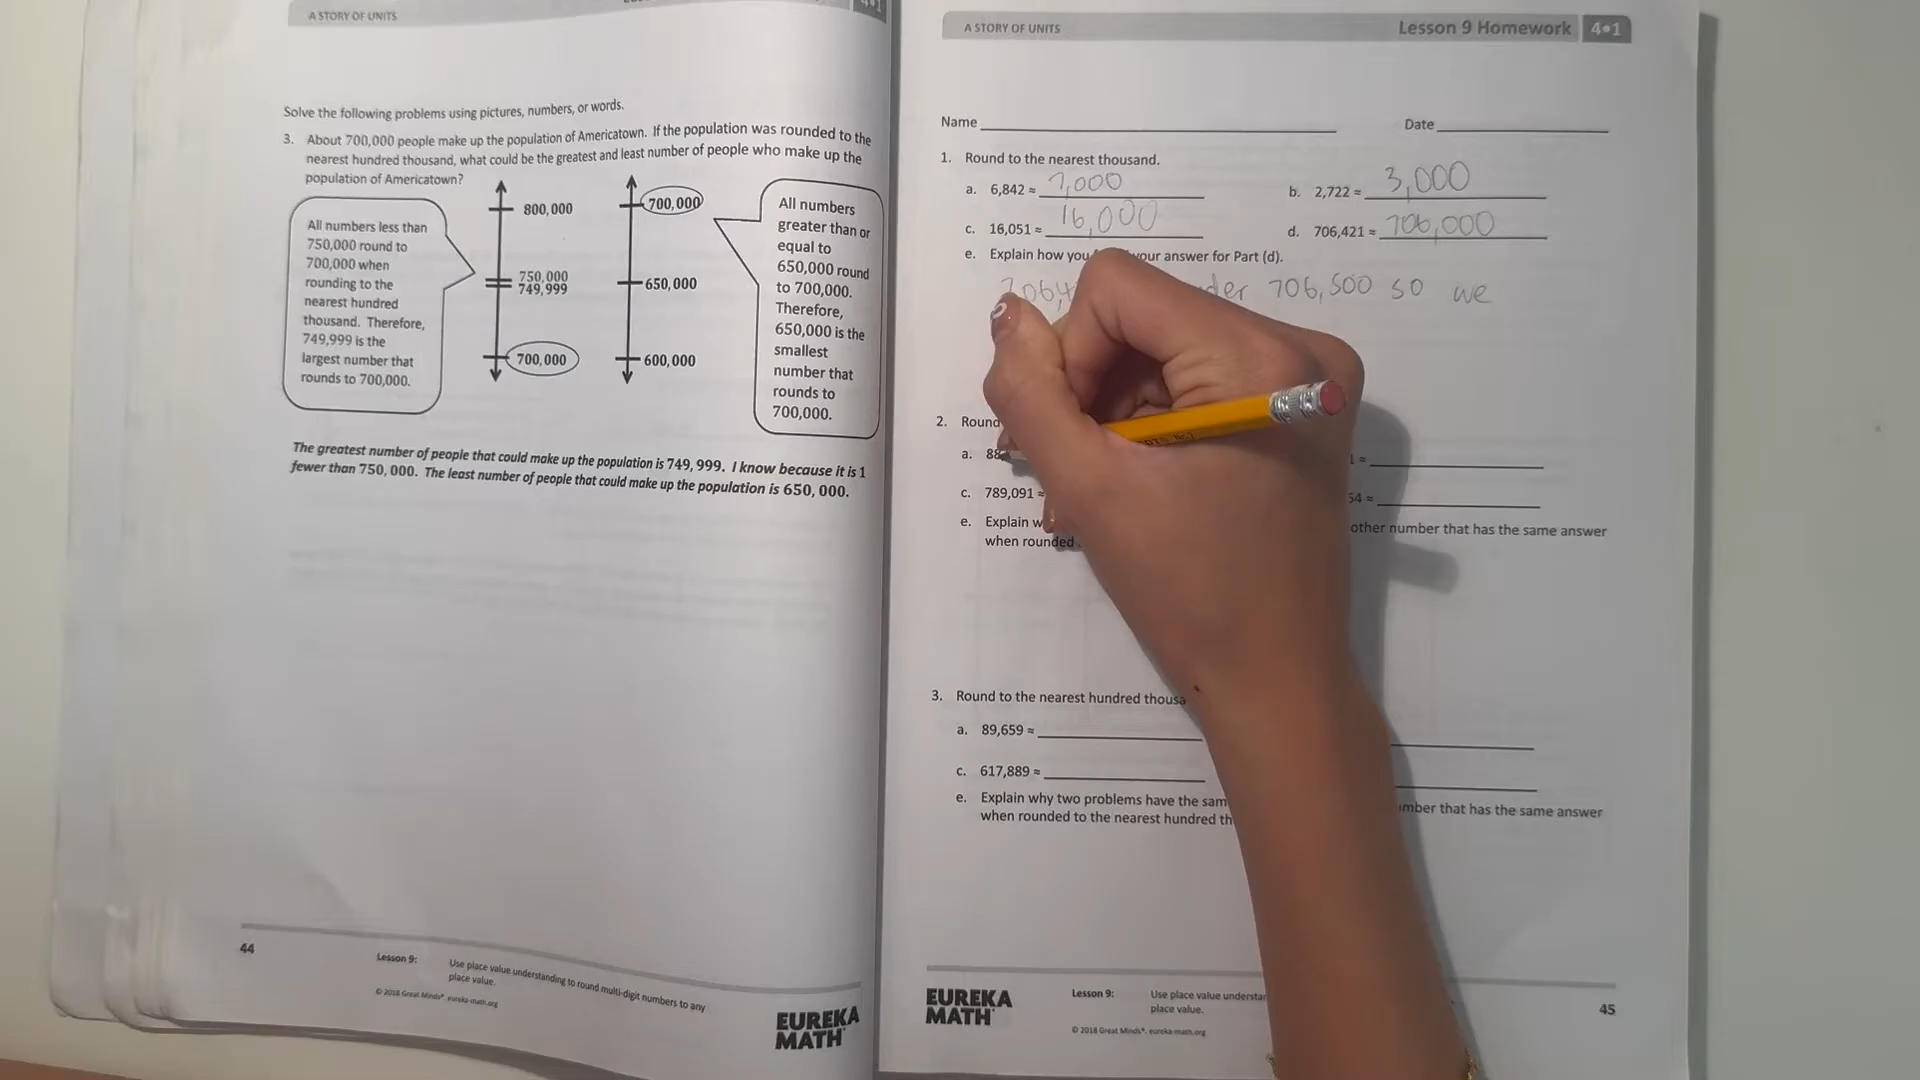 A STORY OF UNITS
Solve the following problems using pictures, numbers, or words.
3. About 700,000 people make up the population of Americatown. If the population was rounded to the
nearest hundred thousand, what could be the greatest and least number of people who make up the
population of Americatown?
All numbers less than
750,000 round to
700,000 when
rounding to the
nearest hundred
thousand. Therefore,
749,999 is the
largest number that
rounds to 700,000.
800,000
750,000
749,999
700,000
700,000
650,000
600,000
All numbers
greater than or
equal to
650,000 round
to 700,000.
Therefore,
650,000 is the
smallest
number that
rounds to
700,000.
The greatest number of people that could make up the population is 749,999. I know because it is 1
fewer than 750,000. The least number of people that could make up the population is 650,000.
44
Lesson 9: Use place value understanding to round multi-digit numbers to any
place value.
© 2018 Great Minds®. eureka-math.org
EUREKA
MATH
A STORY OF UNITS
Lesson 9 Homework 4•1
Name
Date
1. Round to the nearest thousand.
a. 6,842 ≈ 7,000
b. 2,722 ≈ 3,000
c. 16,051 ≈ 16,000
d. 706,421 ≈ 706,000
e. Explain how you your answer for Part (d).
706,500 so we
2. Round
a.
c. 789,091 ≈
e. Explain other number that has the same answer
when rounded
3. Round to the nearest hundred
a. 89,659 ≈
c. 617,889 ≈
e. Explain why two problems have the that has the same answer
when rounded to the nearest hundred
EUREKA
MATH
Lesson 9: Use place value
place value.
© 2018 Great Minds®. eureka-math.org
45